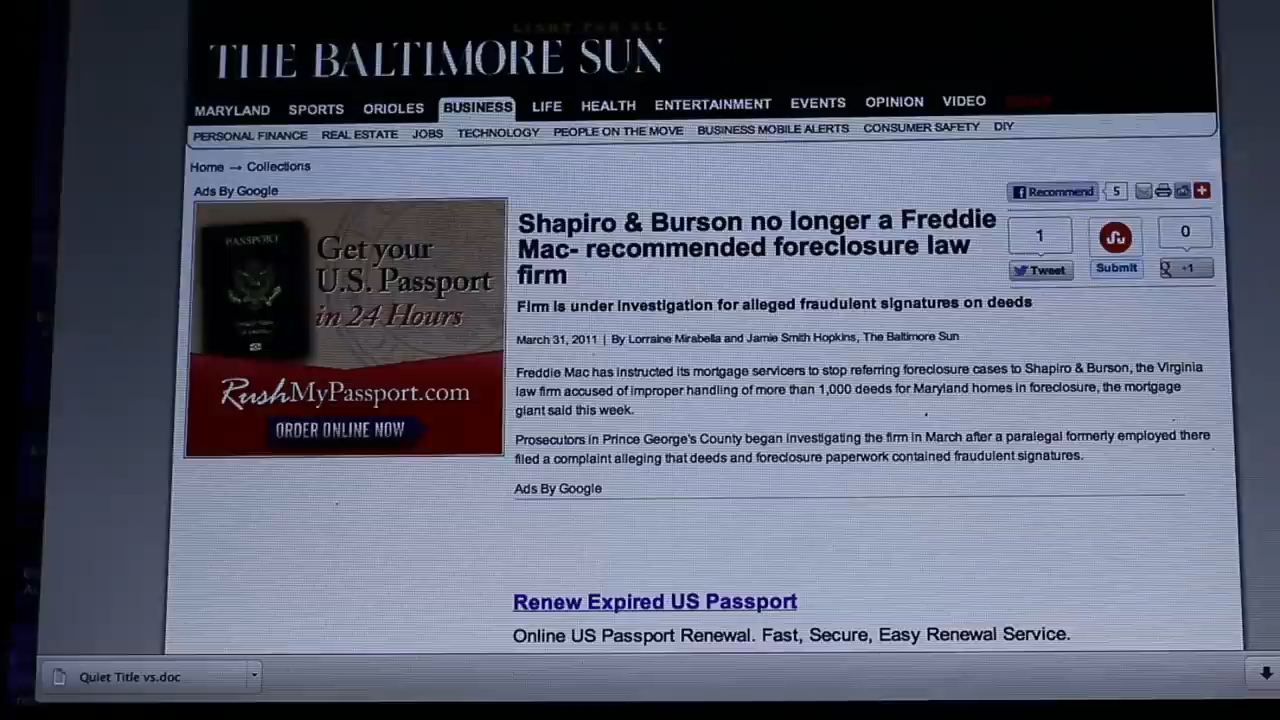 LIGHT FOR ALL
THE BALTIMORE SUN
MARYLAND SPORTS ORIOLES BUSINESS LIFE HEALTH ENTERTAINMENT EVENTS OPINION VIDEO
PERSONAL FINANCE REAL ESTATE JOBS TECHNOLOGY PEOPLE ON THE MOVE BUSINESS MOBILE ALERTS CONSUMER SAFETY DIY
Home → Collections
Ads By Google
Recommend 5
PASSPORT
Get your
U.S. Passport
in 24 Hours
RushMyPassport.com
ORDER ONLINE NOW
Shapiro & Burson no longer a Freddie
Mac- recommended foreclosure law
firm
1
0
Tweet
Submit
g +1
Firm is under investigation for alleged fraudulent signatures on deeds
March 31, 2011 | By Lorraine Mirabella and Jamie Smith Hopkins, The Baltimore Sun
Freddie Mac has instructed its mortgage servicers to stop referring foreclosure cases to Shapiro & Burson, the Virginia
law firm accused of improper handling of more than 1,000 deeds for Maryland homes in foreclosure, the mortgage
giant said this week.
Prosecutors in Prince George's County began investigating the firm in March after a paralegal formerly employed there
filed a complaint alleging that deeds and foreclosure paperwork contained fraudulent signatures.
Ads By Google
Renew Expired US Passport
Online US Passport Renewal. Fast, Secure, Easy Renewal Service.
Quiet Title vs.doc